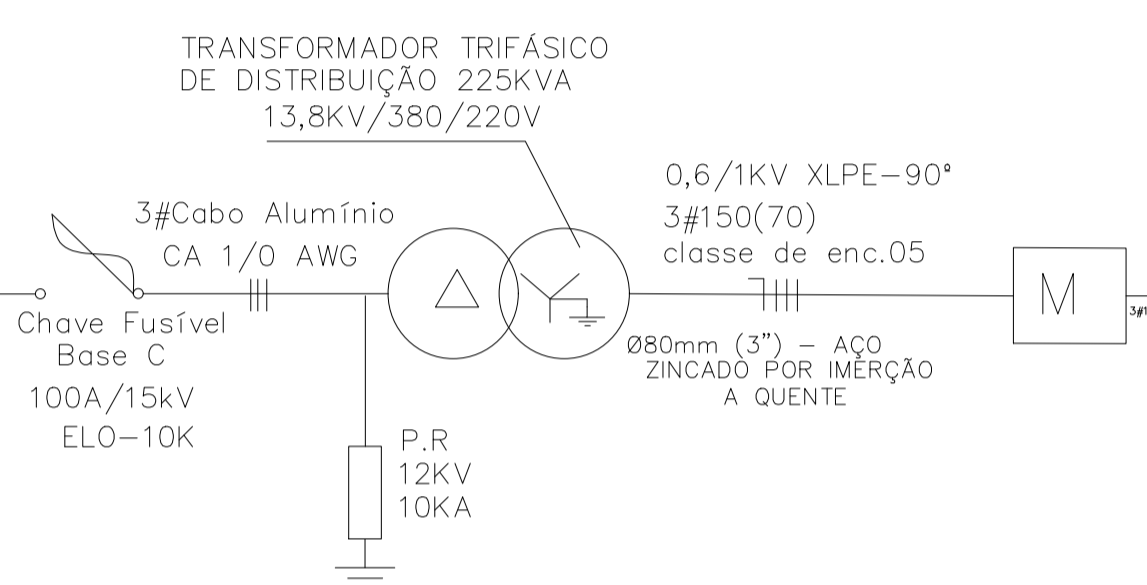 TRANSFORMADOR TRIFÁSICO
DE DISTRIBUIÇÃO 225KVA
13,8KV/380/220V
0,6/1KV XLPE-90°
3#150(70)
classe de enc.05
3#Cabo Alumínio
CA 1/0 AWG
Chave Fusível
Base C
100A/15kV
ELO-10K
M
3#1
Ø80mm (3") - AÇO
ZINCADO POR IMERÇÃO
A QUENTE
P.R
12KV
10KA